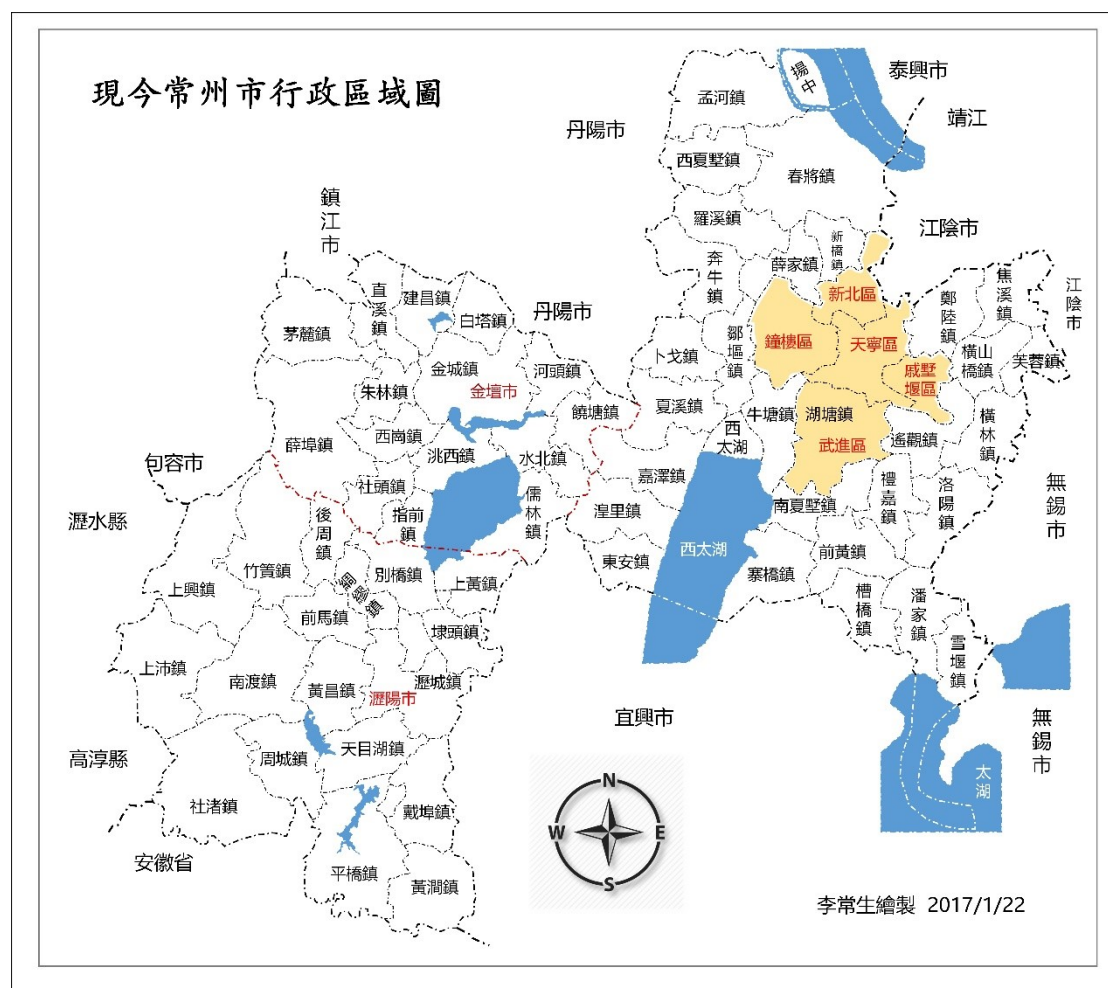 現今常州市行政區域圖
泰興市
揚中
靖江
孟河鎮
丹陽市
西夏墅鎮
春將鎮
鎮江市
羅溪鎮
江陰市
新橋鎮
奔牛鎮
薛家鎮
焦溪鎮
江陰市
直溪鎮
建昌鎮
新北區
鄭陸鎮
丹陽市
白塔鎮
茅麓鎮
鄒區鎮
鐘樓區
天寧區
橫山橋鎮
芙蓉鎮
卜戈鎮
戚墅堰區
金城鎮
河頭鎮
金壇市
朱林鎮
夏溪鎮
牛塘鎮
湖塘鎮
饒塘鎮
橫林鎮
西崗鎮
西太湖
武進區
遙觀鎮
薛埠鎮
洮西鎮
水北鎮
包容市
嘉澤鎮
禮嘉鎮
洛陽鎮
無錫市
社頭鎮
儒林鎮
南夏墅鎮
瀝水縣
後周鎮
指前鎮
湟里鎮
西太湖
前黃鎮
東安鎮
竹簀鎮
別橋鎮
上黃鎮
寨橋鎮
上興鎮
槽橋鎮
潘家鎮
前馬鎮
埭頭鎮
雪堰鎮
上沛鎮
南渡鎮
黃昌鎮
瀝城鎮
瀝陽市
宜興市
無錫市
高淳縣
周城鎮
天目湖鎮
太湖
N
社渚鎮
戴埠鎮
W
E
安徽省
平橋鎮
黃澗鎮
S
李常生繪製 2017/1/22